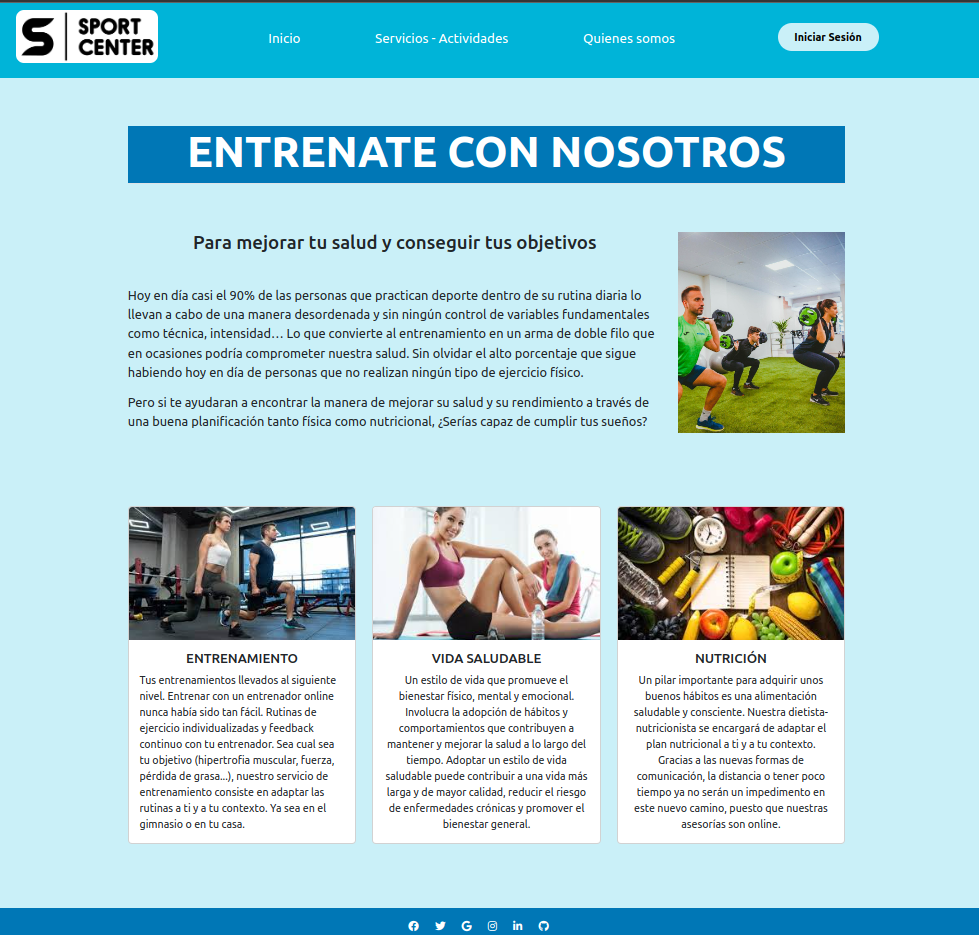 SPORT
CENTER
Inicio
Servicios - Actividades
Quienes somos
Iniciar Sesión
ENTRENATE CON NOSOTROS
Para mejorar tu salud y conseguir tus objetivos
Hoy en día casi el 90% de las personas que practican deporte dentro de su rutina diaria lo
llevan a cabo de una manera desordenada y sin ningún control de variables fundamentales
como técnica, intensidad... Lo que convierte al entrenamiento en un arma de doble filo que
en ocasiones podría comprometer nuestra salud. Sin olvidar el alto porcentaje que sigue
habiendo hoy en día de personas que no realizan ningún tipo de ejercicio físico.
Pero si te ayudaran a encontrar la manera de mejorar su salud y su rendimiento a través de
una buena planificación tanto física como nutricional, ¿Serías capaz de cumplir tus sueños?
ENTRENAMIENTO
Tus entrenamientos llevados al siguiente
nivel. Entrenar con un entrenador online
nunca había sido tan fácil. Rutinas de
ejercicio individualizadas y feedback
continuo con tu entrenador. Sea cual sea
tu objetivo (hipertrofia muscular, fuerza,
pérdida de grasa...), nuestro servicio de
entrenamiento consiste en adaptar las
rutinas a ti y a tu contexto. Ya sea en el
gimnasio o en tu casa.
VIDA SALUDABLE
Un estilo de vida que promueve el
bienestar físico, mental y emocional.
Involucra la adopción de hábitos y
comportamientos que contribuyen a
mantener y mejorar la salud a lo largo del
tiempo. Adoptar un estilo de vida
saludable puede contribuir a una vida más
larga y de mayor calidad, reducir el riesgo
de enfermedades crónicas y promover el
bienestar general.
NUTRICIÓN
Un pilar importante para adquirir unos
buenos hábitos es una alimentación
saludable y consciente. Nuestra dietista-
nutricionista se encargará de adaptar el
plan nutricional a ti y a tu contexto.
Gracias a las nuevas formas de
comunicación, la distancia o tener poco
tiempo ya no serán un impedimento en
este nuevo camino, puesto que nuestras
asesorías son online.